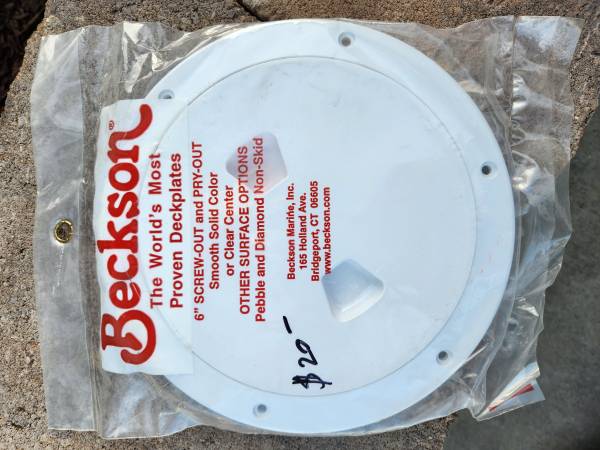 Beckson®
The World's Most
Proven Deckplates
6" SCREW-OUT and PRY-OUT
Smooth Solid Color
or Clear Center
OTHER SURFACE OPTIONS
Pebble and Diamond Non-Skid
Beckson Marine, Inc.
165 Holland Ave.
Bridgeport, CT 06605
www.beckson.com
$20-